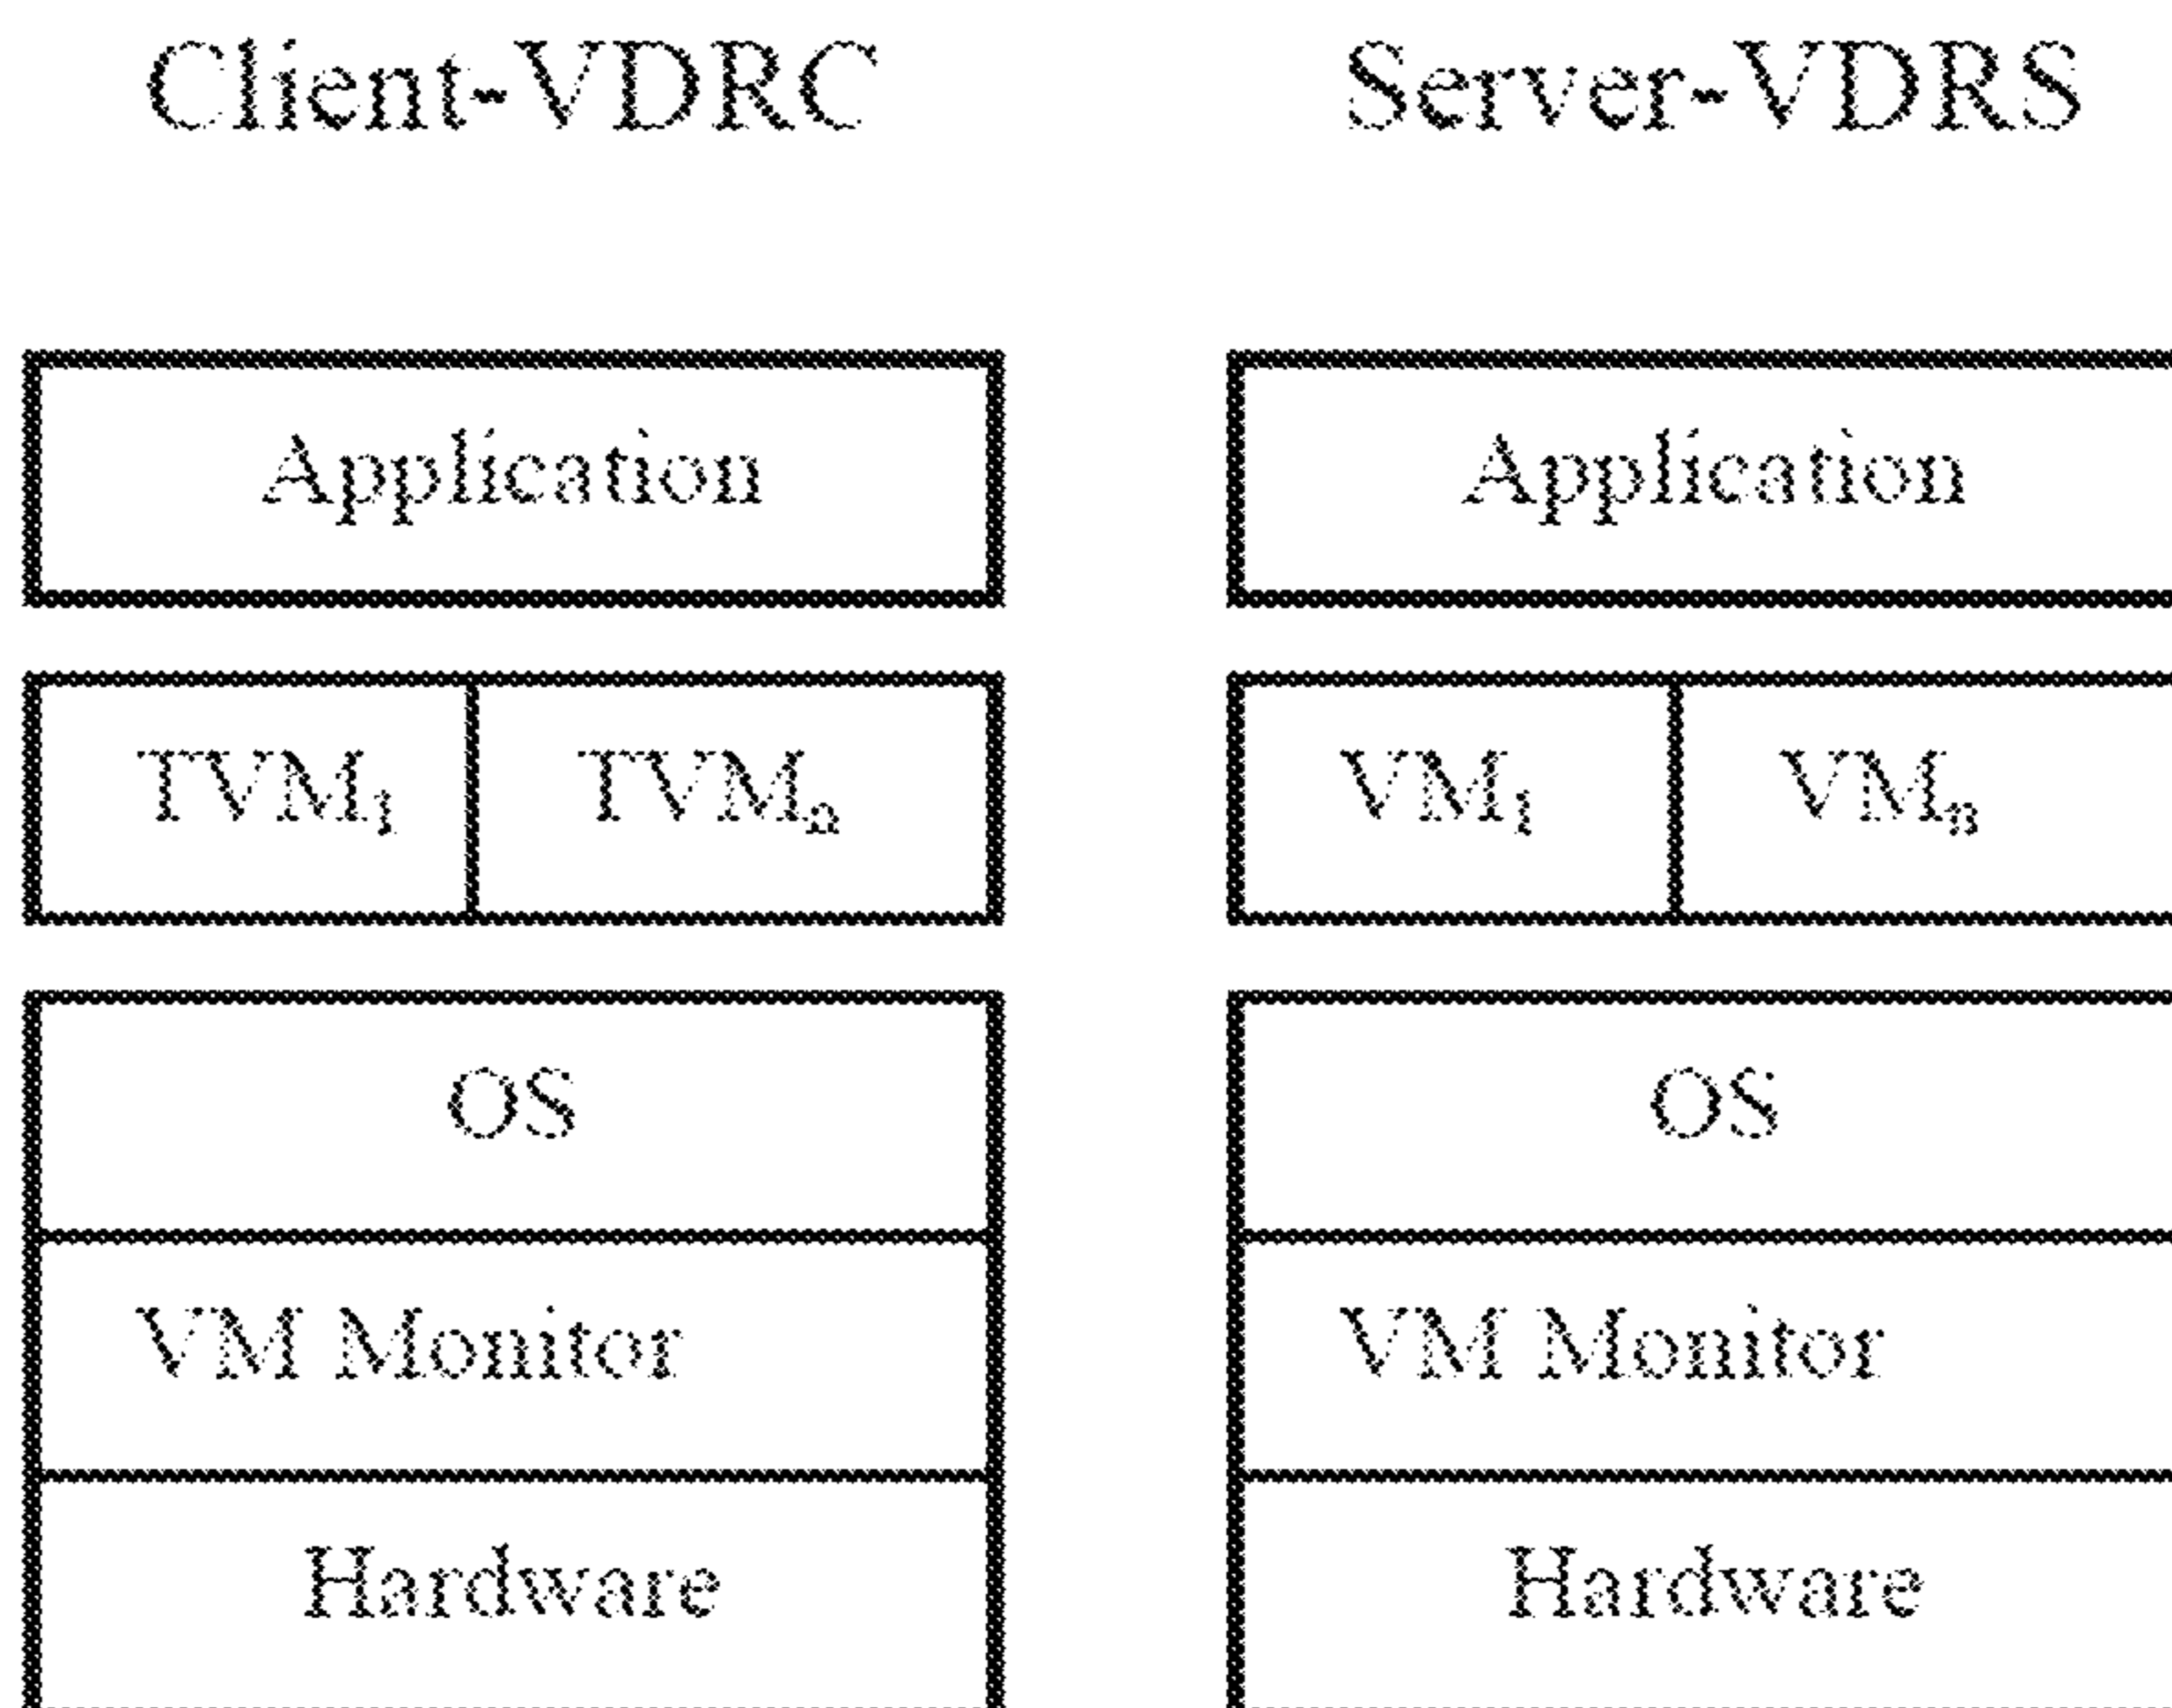 Client-VDRC
Server-VDRS
Application
Application
TVM₁ TVMₙ
VM₁ VMₙ
OS
OS
VM Monitor
VM Monitor
Hardware
Hardware